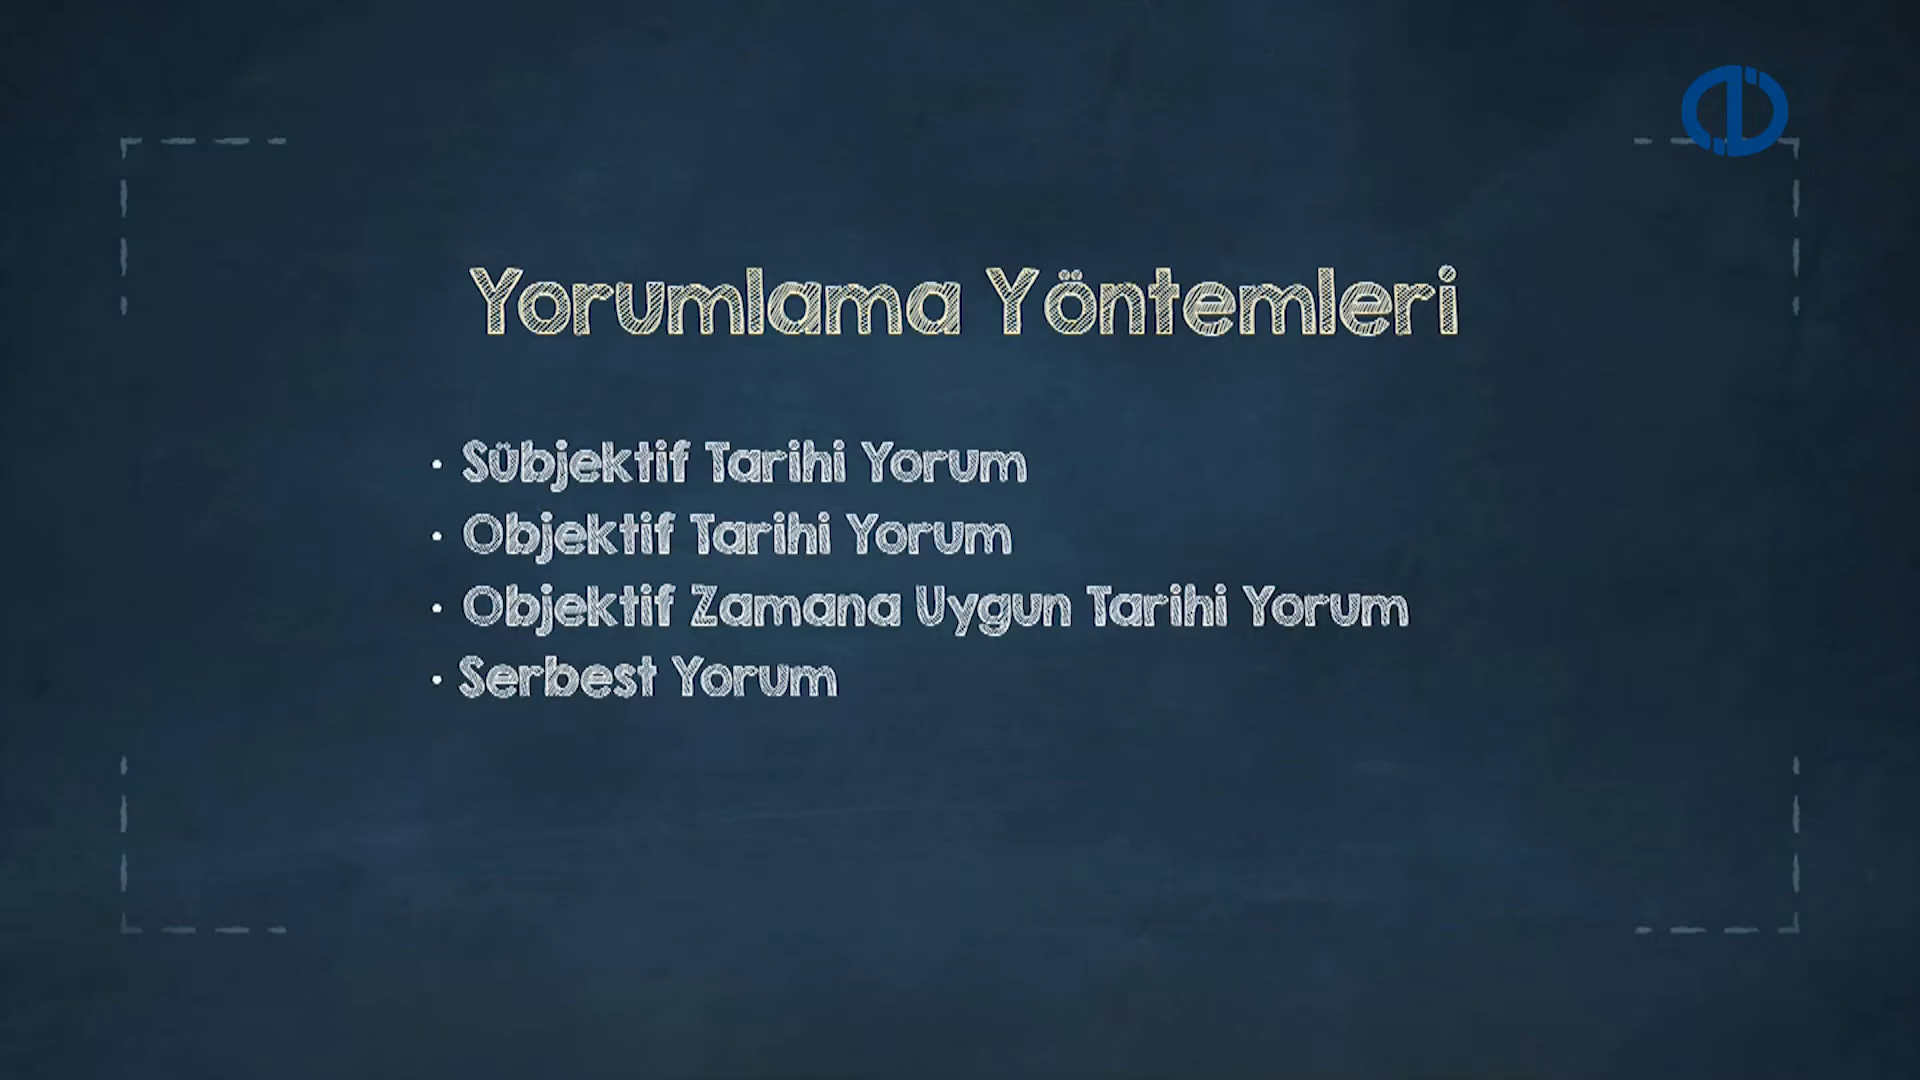 Yorumlama Yöntemleri
• Sübjektif Tarihi Yorum
• Objektif Tarihi Yorum
• Objektif Zamana Uygun Tarihi Yorum
• Serbest Yorum